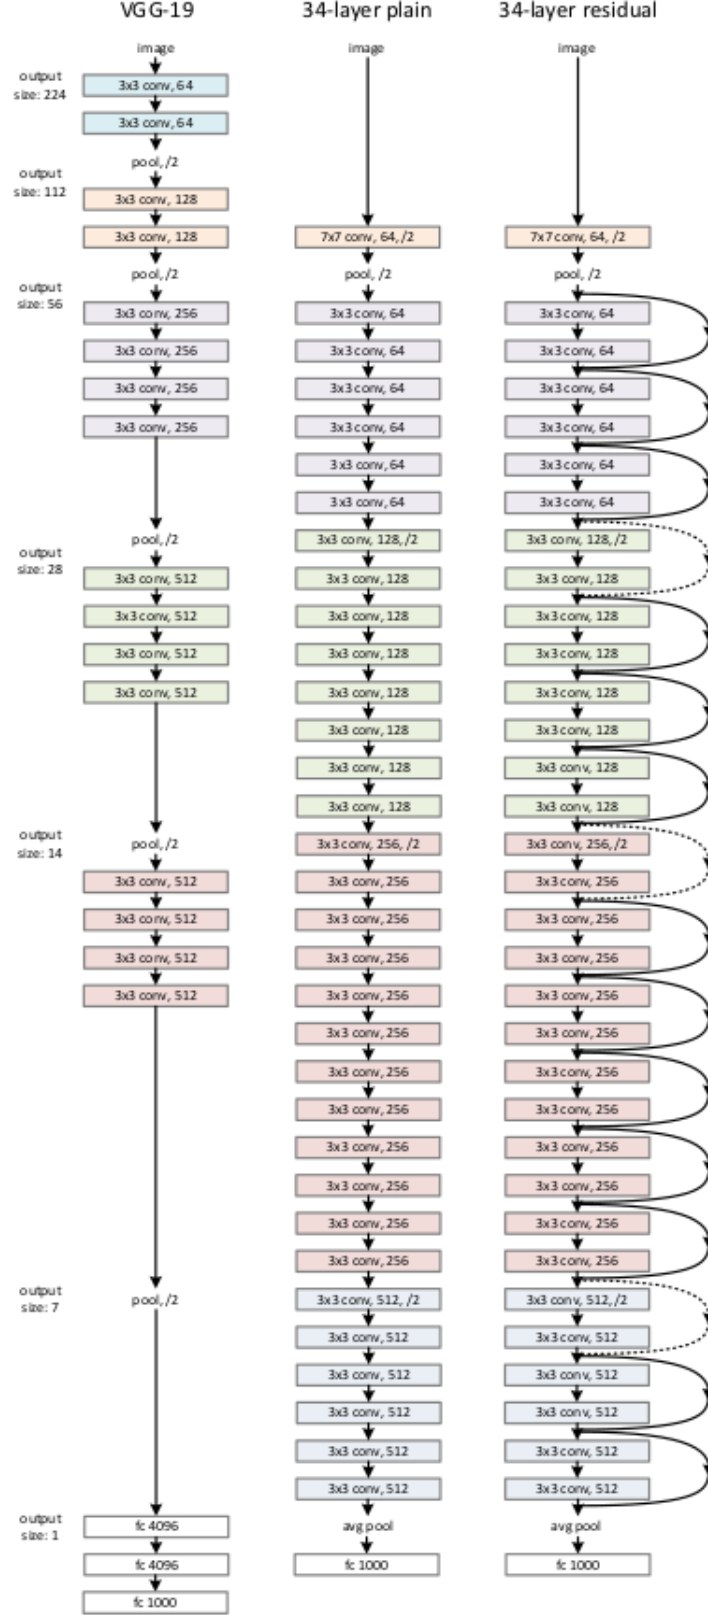 output
size: 224
output
size: 112
output
size: 56
output
size: 28
output
size: 14
output
size: 7
output
size: 1
VGG-19
image
3x3 conv, 64
3x3 conv, 64
pool, /2
3x3 conv, 128
3x3 conv, 128
pool, /2
3x3 conv, 256
3x3 conv, 256
3x3 conv, 256
3x3 conv, 256
pool, /2
3x3 conv, 512
3x3 conv, 512
3x3 conv, 512
3x3 conv, 512
pool, /2
3x3 conv, 512
3x3 conv, 512
3x3 conv, 512
3x3 conv, 512
pool, /2
fc 4096
fc 4096
fc 1000
34-layer plain
image
7x7 conv, 64, /2
pool, /2
3x3 conv, 64
3x3 conv, 64
3x3 conv, 64
3x3 conv, 64
3x3 conv, 64
3x3 conv, 64
3x3 conv, 128, /2
3x3 conv, 128
3x3 conv, 128
3x3 conv, 128
3x3 conv, 128
3x3 conv, 128
3x3 conv, 128
3x3 conv, 128
3x3 conv, 256, /2
3x3 conv, 256
3x3 conv, 256
3x3 conv, 256
3x3 conv, 256
3x3 conv, 256
3x3 conv, 256
3x3 conv, 256
3x3 conv, 256
3x3 conv, 256
3x3 conv, 256
3x3 conv, 256
3x3 conv, 512, /2
3x3 conv, 512
3x3 conv, 512
3x3 conv, 512
3x3 conv, 512
3x3 conv, 512
avg pool
fc 1000
34-layer residual
image
7x7 conv, 64, /2
pool, /2
3x3 conv, 64
3x3 conv, 64
3x3 conv, 64
3x3 conv, 64
3x3 conv, 64
3x3 conv, 64
3x3 conv, 128, /2
3x3 conv, 128
3x3 conv, 128
3x3 conv, 128
3x3 conv, 128
3x3 conv, 128
3x3 conv, 128
3x3 conv, 128
3x3 conv, 256, /2
3x3 conv, 256
3x3 conv, 256
3x3 conv, 256
3x3 conv, 256
3x3 conv, 256
3x3 conv, 256
3x3 conv, 256
3x3 conv, 256
3x3 conv, 256
3x3 conv, 256
3x3 conv, 256
3x3 conv, 512, /2
3x3 conv, 512
3x3 conv, 512
3x3 conv, 512
3x3 conv, 512
3x3 conv, 512
avg pool
fc 1000